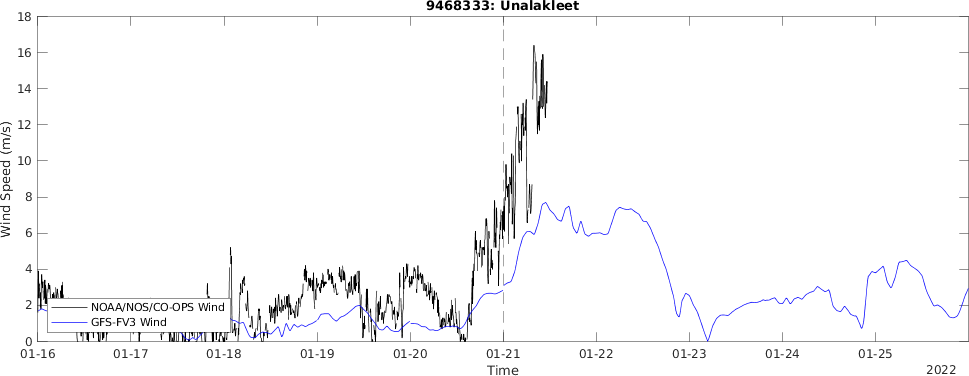 9468333: Unalakleet
18
16
14
12
10
8
6
4
2
0
Wind Speed (m/s)
NOAA/NOS/CO-OPS Wind
GFS-FV3 Wind
01-16 01-17 01-18 01-19 01-20 01-21 01-22 01-23 01-24 01-25
Time
2022